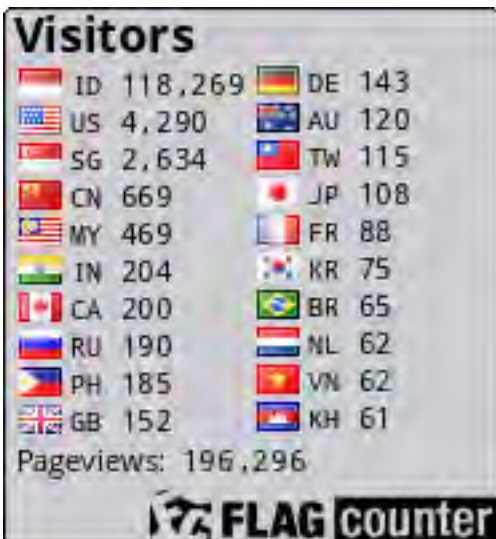 Visitors
ID 118,269 DE 143
US 4,290 AU 120
SG 2,634 TW 115
CN 669 JP 108
MY 469 FR 88
IN 204 KR 75
CA 200 BR 65
RU 190 NL 62
PH 185 VN 62
GB 152 KH 61
Pageviews: 196,296
FLAG counter